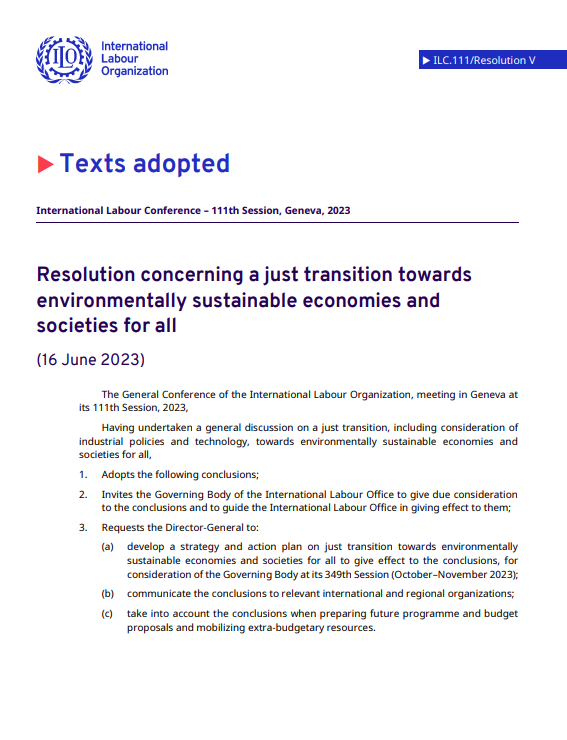 ILO
International
Labour
Organization
▶ ILC.111/Resolution V
▶ Texts adopted
International Labour Conference – 111th Session, Geneva, 2023
Resolution concerning a just transition towards
environmentally sustainable economies and
societies for all
(16 June 2023)
The General Conference of the International Labour Organization, meeting in Geneva at
its 111th Session, 2023,
Having undertaken a general discussion on a just transition, including consideration of
industrial policies and technology, towards environmentally sustainable economies and
societies for all,
1. Adopts the following conclusions;
2. Invites the Governing Body of the International Labour Office to give due consideration
to the conclusions and to guide the International Labour Office in giving effect to them;
3. Requests the Director-General to:
(a) develop a strategy and action plan on just transition towards environmentally
sustainable economies and societies for all to give effect to the conclusions, for
consideration of the Governing Body at its 349th Session (October–November 2023);
(b) communicate the conclusions to relevant international and regional organizations;
(c) take into account the conclusions when preparing future programme and budget
proposals and mobilizing extra-budgetary resources.